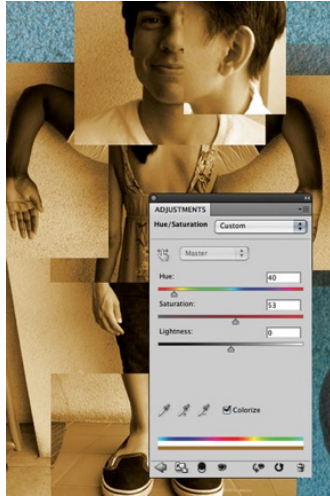 ADJUSTMENTS
Hue/Saturation Custom
Master
Hue: 40
Saturation: 53
Lightness: 0
Colorize